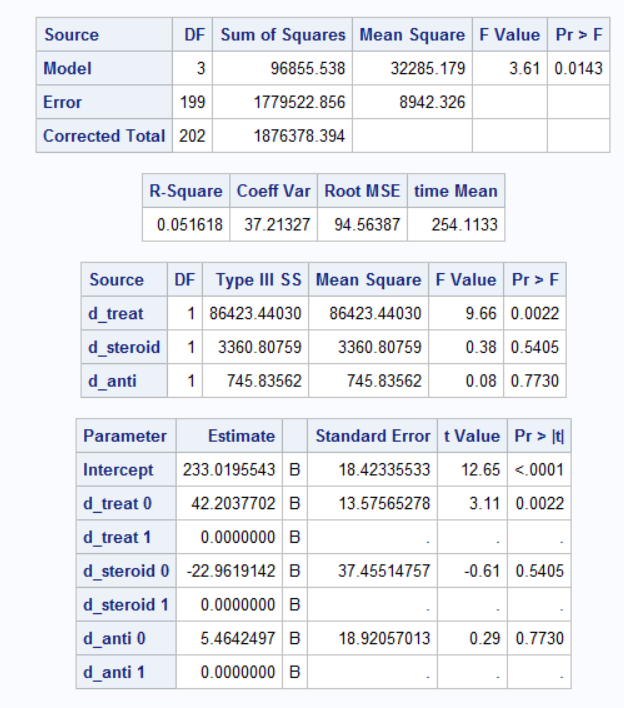 Source DF Sum of Squares Mean Square F Value Pr > F
Model 3 96855.538 32285.179 3.61 0.0143
Error 199 1779522.856 8942.326
Corrected Total 202 1876378.394
R-Square Coeff Var Root MSE time Mean
0.051618 37.21327 94.56387 254.1133
Source DF Type III SS Mean Square F Value Pr > F
d_treat 1 86423.44030 86423.44030 9.66 0.0022
d_steroid 1 3360.80759 3360.80759 0.38 0.5405
d_anti 1 745.83562 745.83562 0.08 0.7730
Parameter Estimate Standard Error t Value Pr > |t|
Intercept 233.0195543 B 18.42335533 12.65 <.0001
d_treat 0 42.2037702 B 13.57565278 3.11 0.0022
d_treat 1 0.0000000 B . . .
d_steroid 0 -22.9619142 B 37.45514757 -0.61 0.5405
d_steroid 1 0.0000000 B . . .
d_anti 0 5.4642497 B 18.92057013 0.29 0.7730
d_anti 1 0.0000000 B . . .